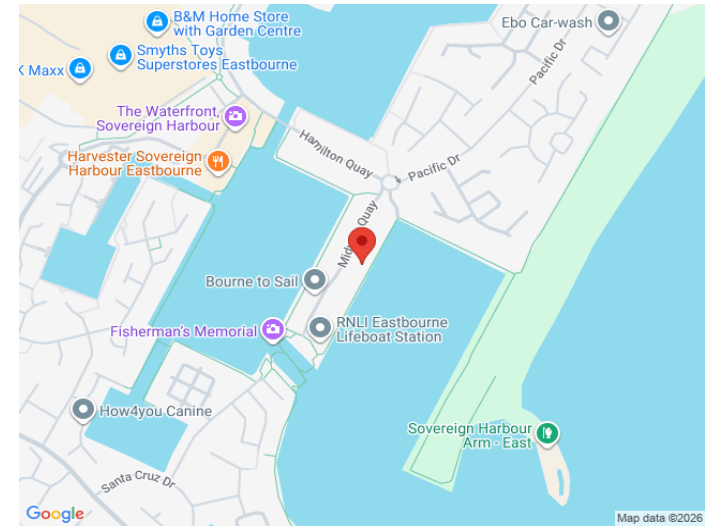 B&M Home Store
with Garden Centre
Ebo Car-wash
Smyths Toys
Superstores Eastbourne
K Maxx
Pacific Dr
The Waterfront,
Sovereign Harbour
Hamilton Quay
Harvester Sovereign
Harbour Eastbourne
Pacific Dr
Quay
Bourne to Sail
Fisherman's Memorial
RNLI Eastbourne
Lifeboat Station
How4you Canine
Sovereign Harbour
Arm - East
Santa Cruz Dr
Google
Map data ©2026